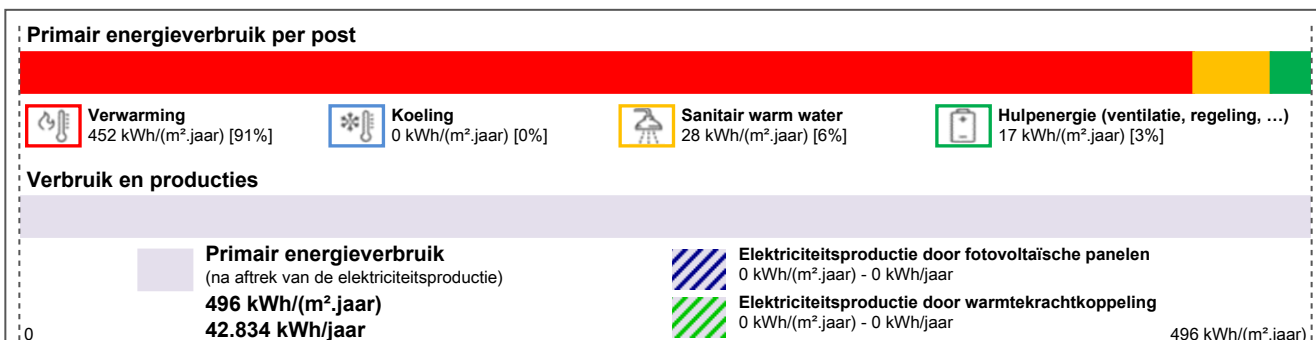 Primair energieverbruik per post
Verwarming
452 kWh/(m².jaar) [91%]
Koeling
0 kWh/(m².jaar) [0%]
Sanitair warm water
28 kWh/(m².jaar) [6%]
Hulpenergie (ventilatie, regeling, …)
17 kWh/(m².jaar) [3%]
Verbruik en producties
Primair energieverbruik
(na aftrek van de elektriciteitsproductie)
496 kWh/(m².jaar)
42.834 kWh/jaar
Elektriciteitsproductie door fotovoltaïsche panelen
0 kWh/(m².jaar) - 0 kWh/jaar
Elektriciteitsproductie door warmtekrachtkoppeling
0 kWh/(m².jaar) - 0 kWh/jaar
0
496 kWh/(m².jaar)